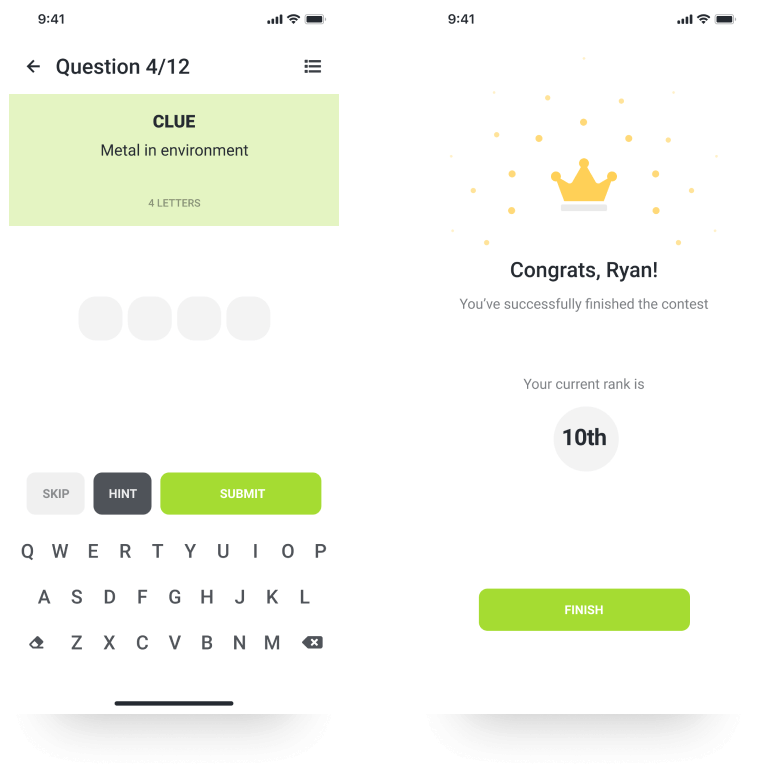 9:41
Question 4/12
CLUE
Metal in environment
4 LETTERS
SKIP HINT SUBMIT
Q W E R T Y U I O P
A S D F G H J K L
Z X C V B N M
9:41
Congrats, Ryan!
You've successfully finished the contest
Your current rank is
10th
FINISH